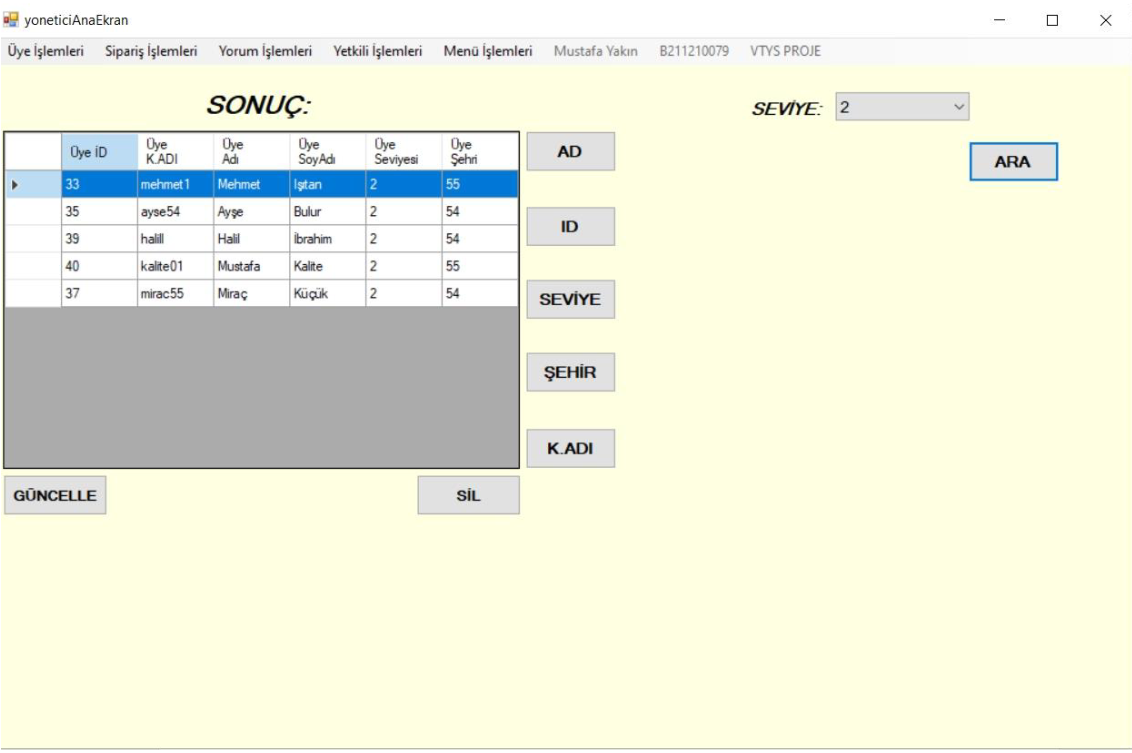 yoneticiAnaEkran
Üye İşlemleri Sipariş İşlemleri Yorum İşlemleri Yetkili İşlemleri Menü İşlemleri Mustafa Yakın B211210079 VTYS PROJE
SONUÇ:
SEVİYE: 2
Üye İD Üye K.ADI Üye Adı Üye SoyAdı Üye Seviyesi Üye Şehri
33 mehmet1 Mehmet Iştan 2 55
35 ayse54 Ayşe Bulur 2 54
39 halill Halil İbrahim 2 54
40 kalite01 Mustafa Kalite 2 55
37 mirac55 Miraç Küçük 2 54
AD
ARA
ID
SEVİYE
ŞEHİR
K.ADI
GÜNCELLE SİL